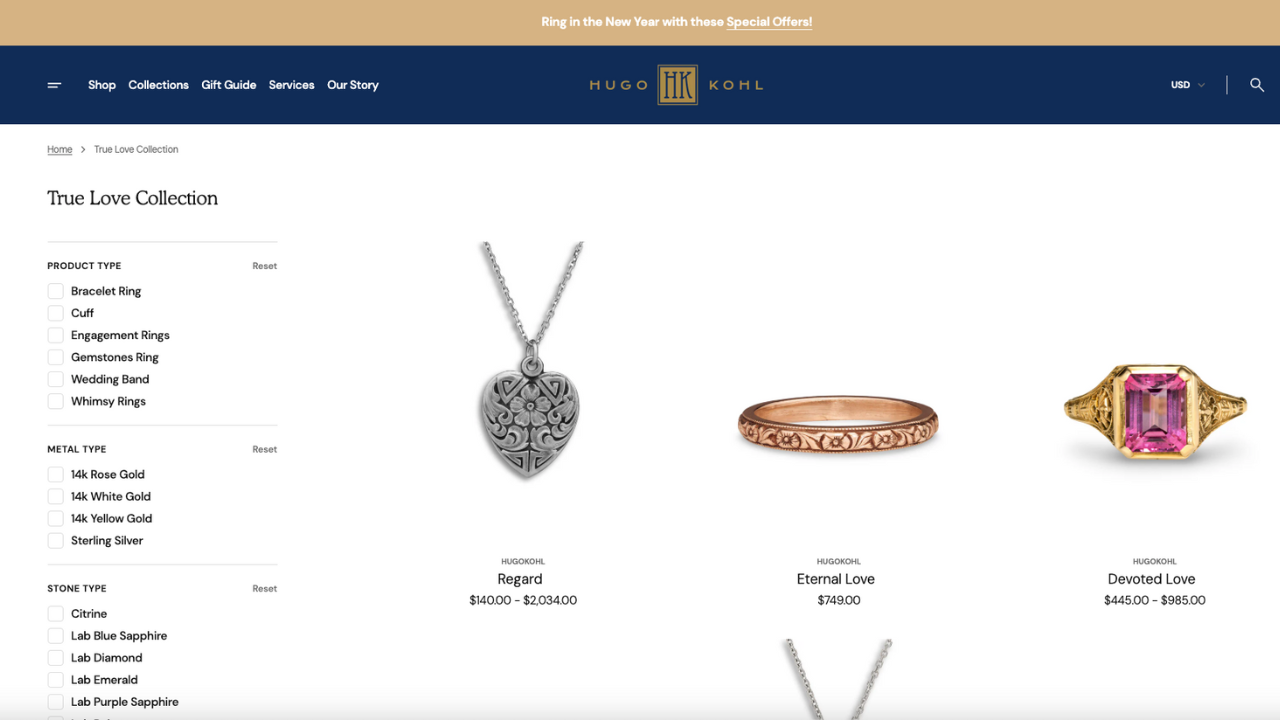 Ring in the New Year with these Special Offers!
Shop Collections Gift Guide Services Our Story
HUGO HK KOHL
USD
Home > True Love Collection
True Love Collection
PRODUCT TYPE Reset
Bracelet Ring
Cuff
Engagement Rings
Gemstones Ring
Wedding Band
Whimsy Rings
METAL TYPE Reset
14k Rose Gold
14k White Gold
14k Yellow Gold
Sterling Silver
STONE TYPE Reset
Citrine
Lab Blue Sapphire
Lab Diamond
Lab Emerald
Lab Purple Sapphire
HUGOKOHL
Regard
$140.00 - $2,034.00
HUGOKOHL
Eternal Love
$749.00
HUGOKOHL
Devoted Love
$445.00 - $985.00